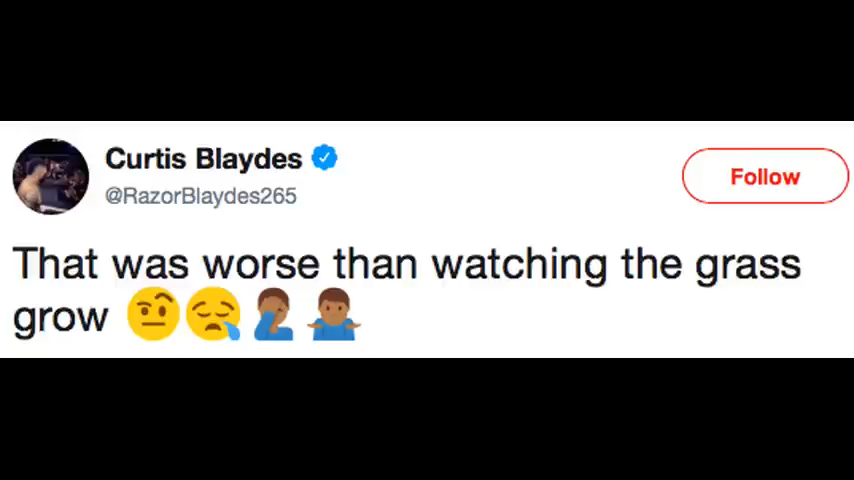 Curtis Blaydes
@RazorBlaydes265
Follow
That was worse than watching the grass
grow 🤨😪🤦🏾‍♂️🤷🏾‍♂️